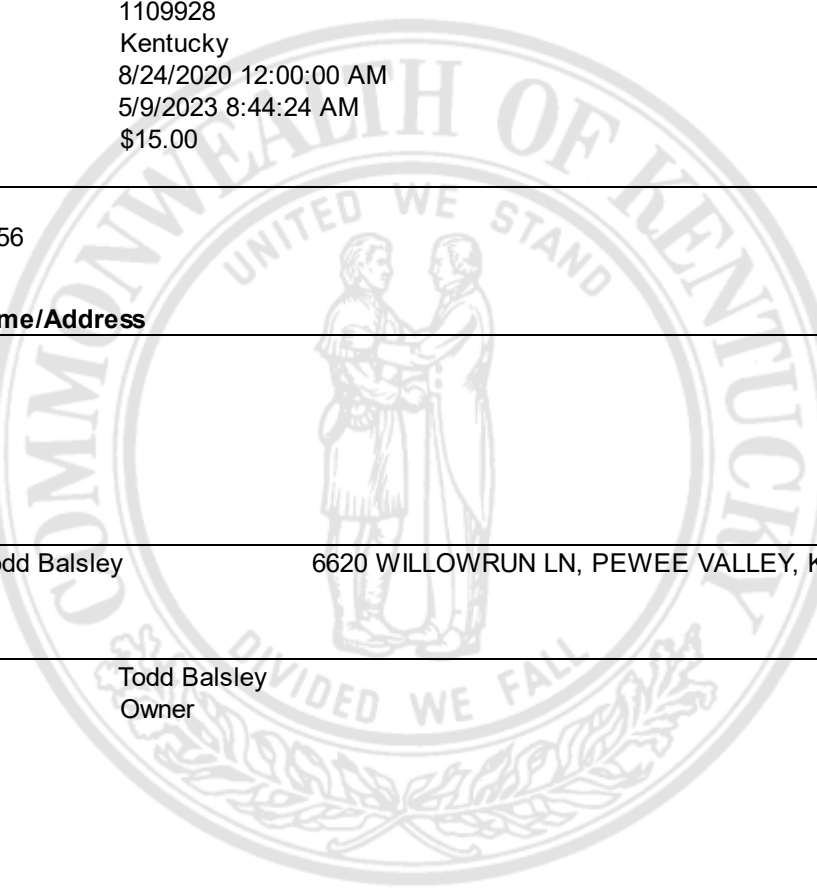 1109928
Kentucky
8/24/2020 12:00:00 AM
5/9/2023 8:44:24 AM
$15.00
56
me/Address
dd Balsley 6620 WILLOWRUN LN, PEWEE VALLEY, K
Todd Balsley
Owner
COMMONWEALTH OF KENTUCKY
UNITED WE STAND
DIVIDED WE FALL